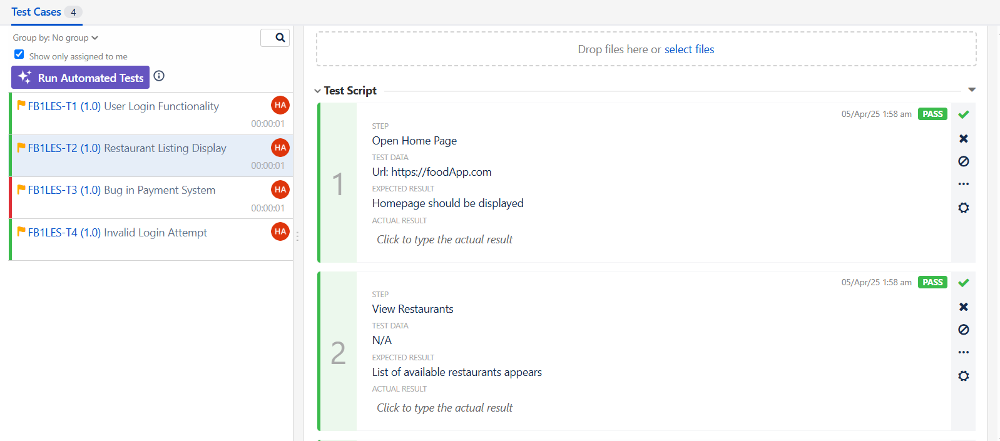 Test Cases 4
Group by: No group
Show only assigned to me
Run Automated Tests
FB1LES-T1 (1.0) User Login Functionality
HA
00:00:01
FB1LES-T2 (1.0) Restaurant Listing Display
HA
00:00:01
FB1LES-T3 (1.0) Bug in Payment System
HA
00:00:01
FB1LES-T4 (1.0) Invalid Login Attempt
HA
Drop files here or select files
Test Script
05/Apr/25 1:58 am PASS
1
STEP
Open Home Page
TEST DATA
Url: https://foodApp.com
EXPECTED RESULT
Homepage should be displayed
ACTUAL RESULT
Click to type the actual result
05/Apr/25 1:58 am PASS
2
STEP
View Restaurants
TEST DATA
N/A
EXPECTED RESULT
List of available restaurants appears
ACTUAL RESULT
Click to type the actual result